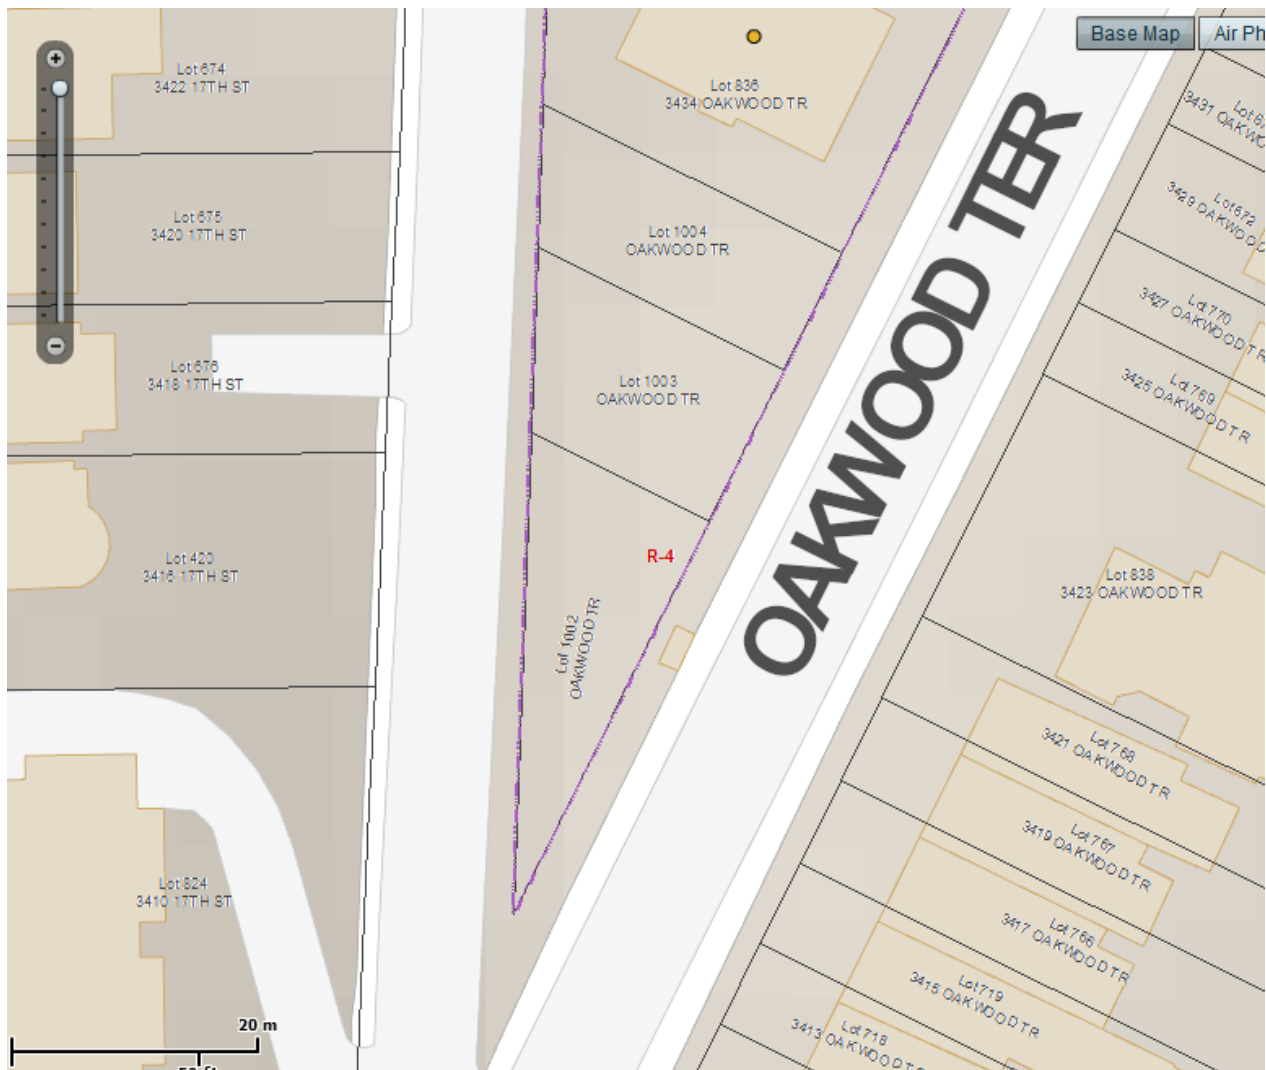 Base Map
Air Ph
Lot 674
3422 17TH ST
Lot 836
3434 OAKWOOD TR
3431 OAKWO
Lot 675
3420 17TH ST
Lot 1004
OAKWOOD TR
OAKWOOD TER
Lot 672
3429 OAKWOOD
Lot 770
3427 OAKWOOD TR
Lot 676
3418 17TH ST
Lot 1003
OAKWOOD TR
Lot 769
3425 OAKWOOD TR
R-4
Lot 420
3416 17TH ST
Lot 838
3423 OAKWOOD TR
Lot 1002
OAKWOOD TR
Lot 768
3421 OAKWOOD TR
Lot 767
3419 OAKWOOD TR
Lot 824
3410 17TH ST
Lot 766
3417 OAKWOOD TR
Lot 719
3415 OAKWOOD TR
Lot 718
3413 OAKWOOD T
20 m